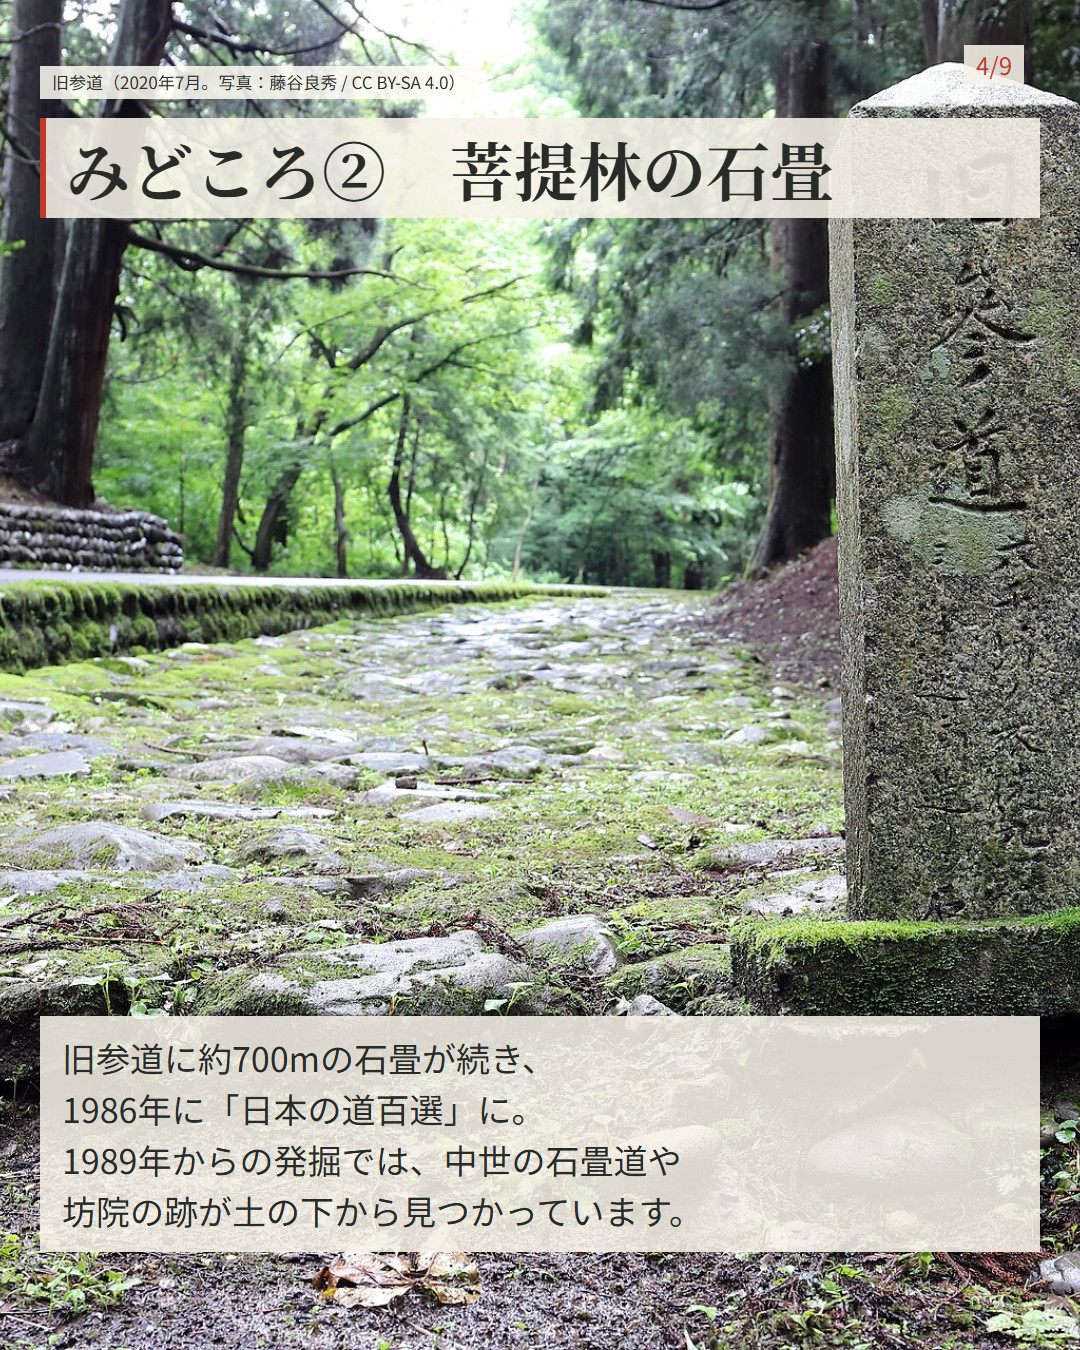 旧参道（2020年7月。写真：藤谷良秀 / CC BY-SA 4.0）
4/9
みどころ②　菩提林の石畳
旧参道
旧参道に約700mの石畳が続き、
1986年に「日本の道百選」に。
1989年からの発掘では、中世の石畳道や
坊院の跡が土の下から見つかっています。